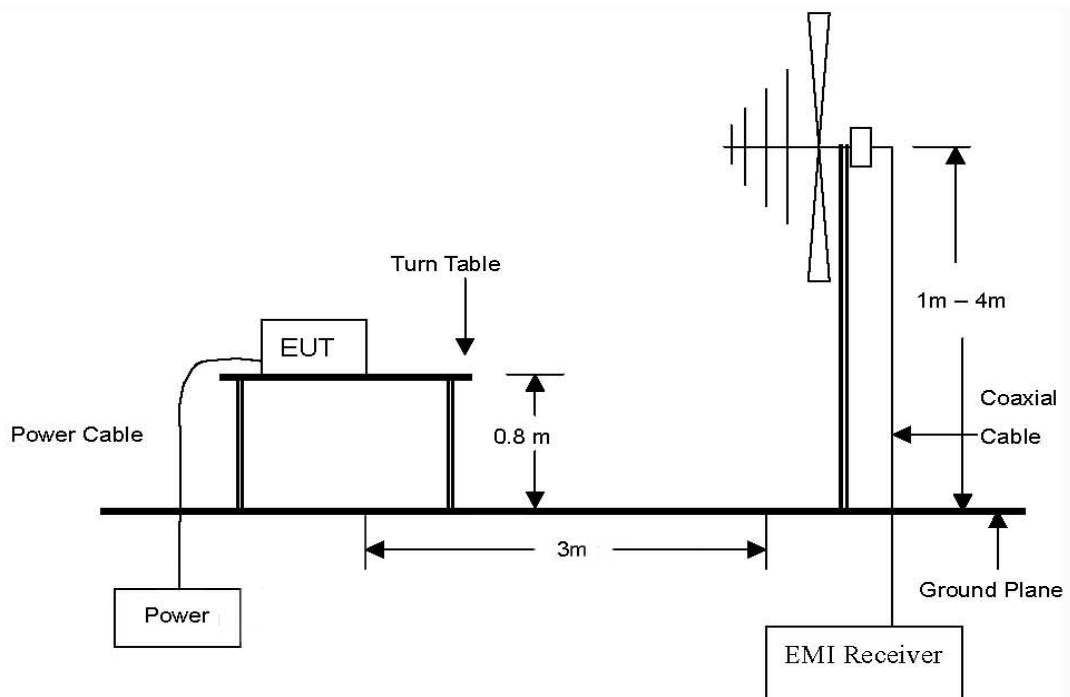 Turn Table
1m – 4m
EUT
Coaxial
Cable
0.8 m
Power Cable
3m
Ground Plane
Power
EMI Receiver